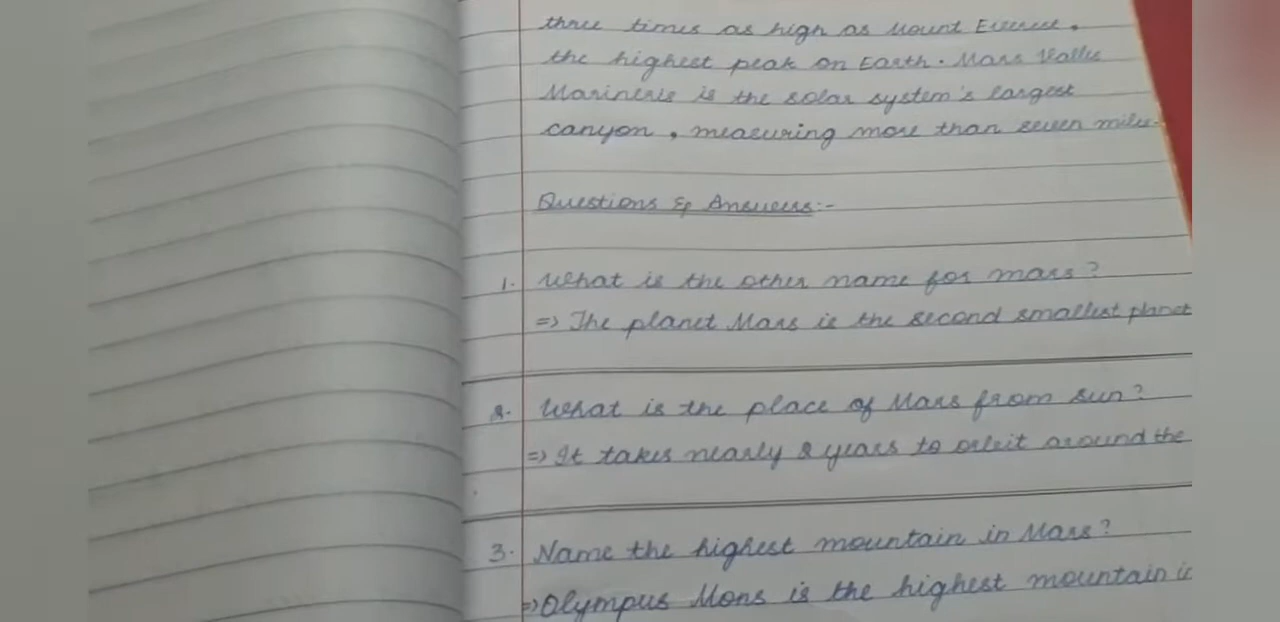 three times as high as Mount Everest.
the highest peak on Earth. Mars Valles
Marineris is the solar system's largest
canyon, measuring more than seven miles.
Questions & Answers:-
1. What is the other name for mars?
=> The planet Mars is the second smallest planet
2. What is the place of Mars from sun?
=> It takes nearly 2 years to orbit around the
3. Name the highest mountain in Mars?
=> Olympus Mons is the highest mountain i